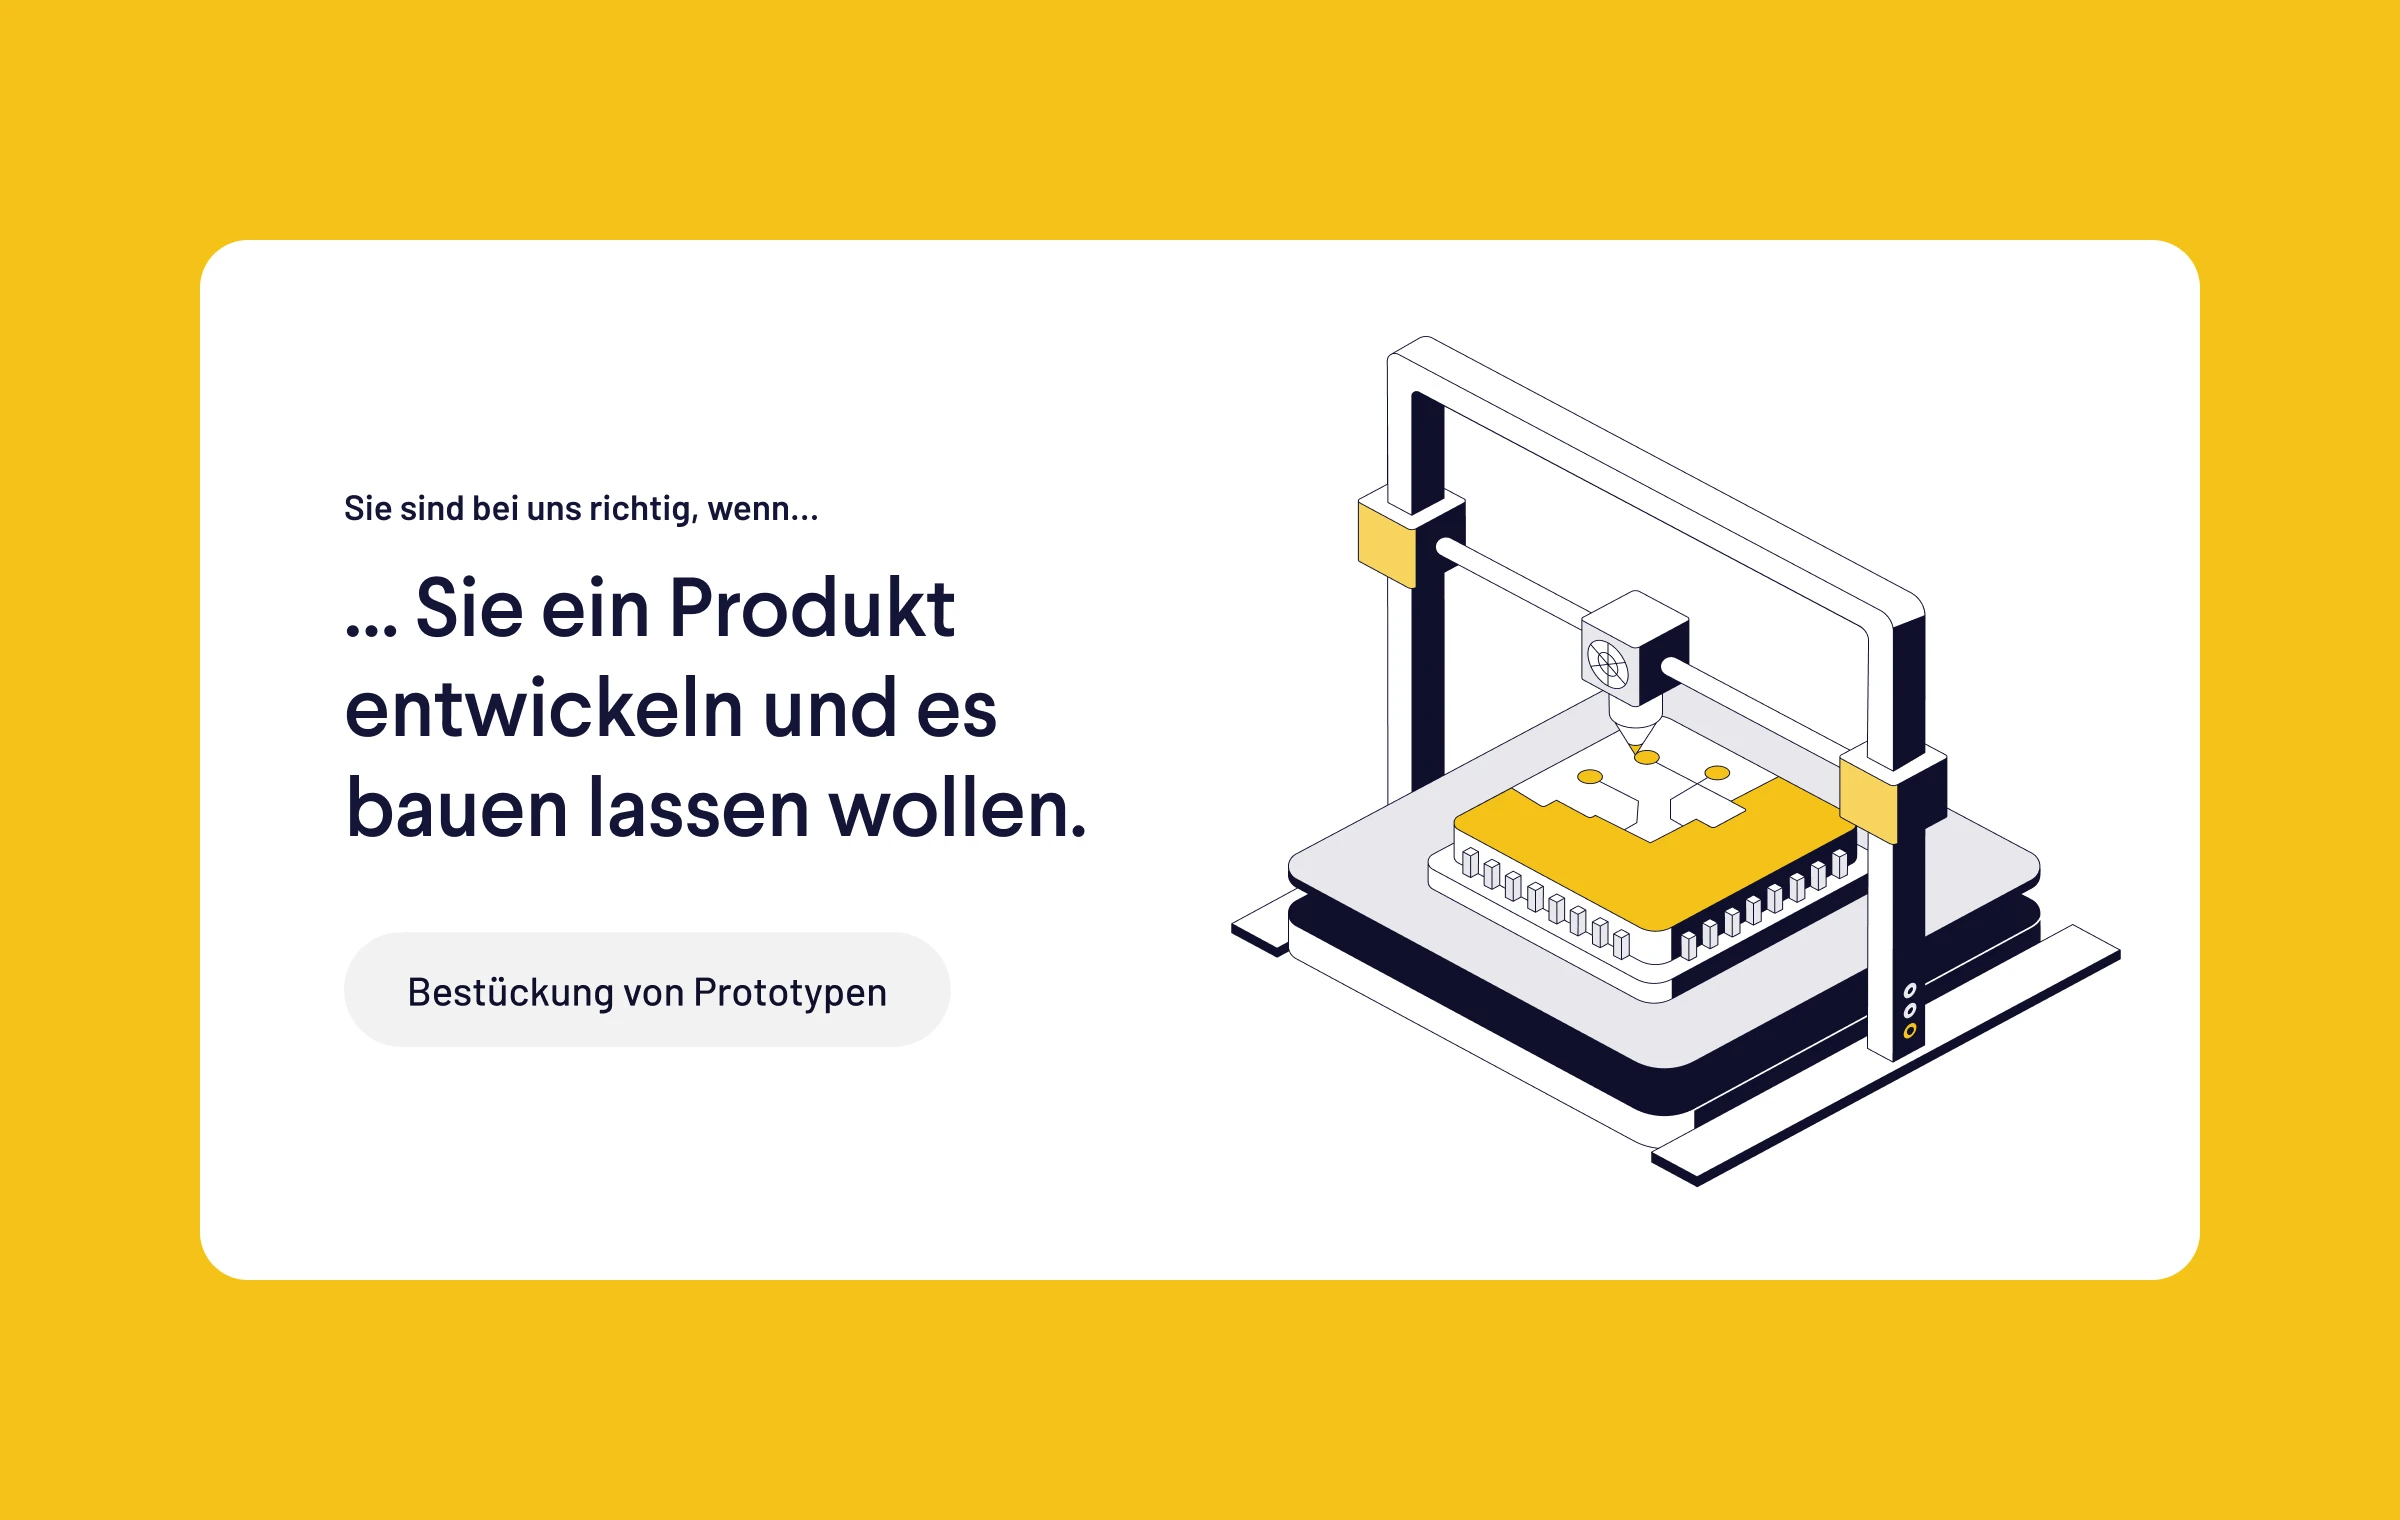 Sie sind bei uns richtig, wenn...
... Sie ein Produkt
entwickeln und es
bauen lassen wollen.
Bestückung von Prototypen